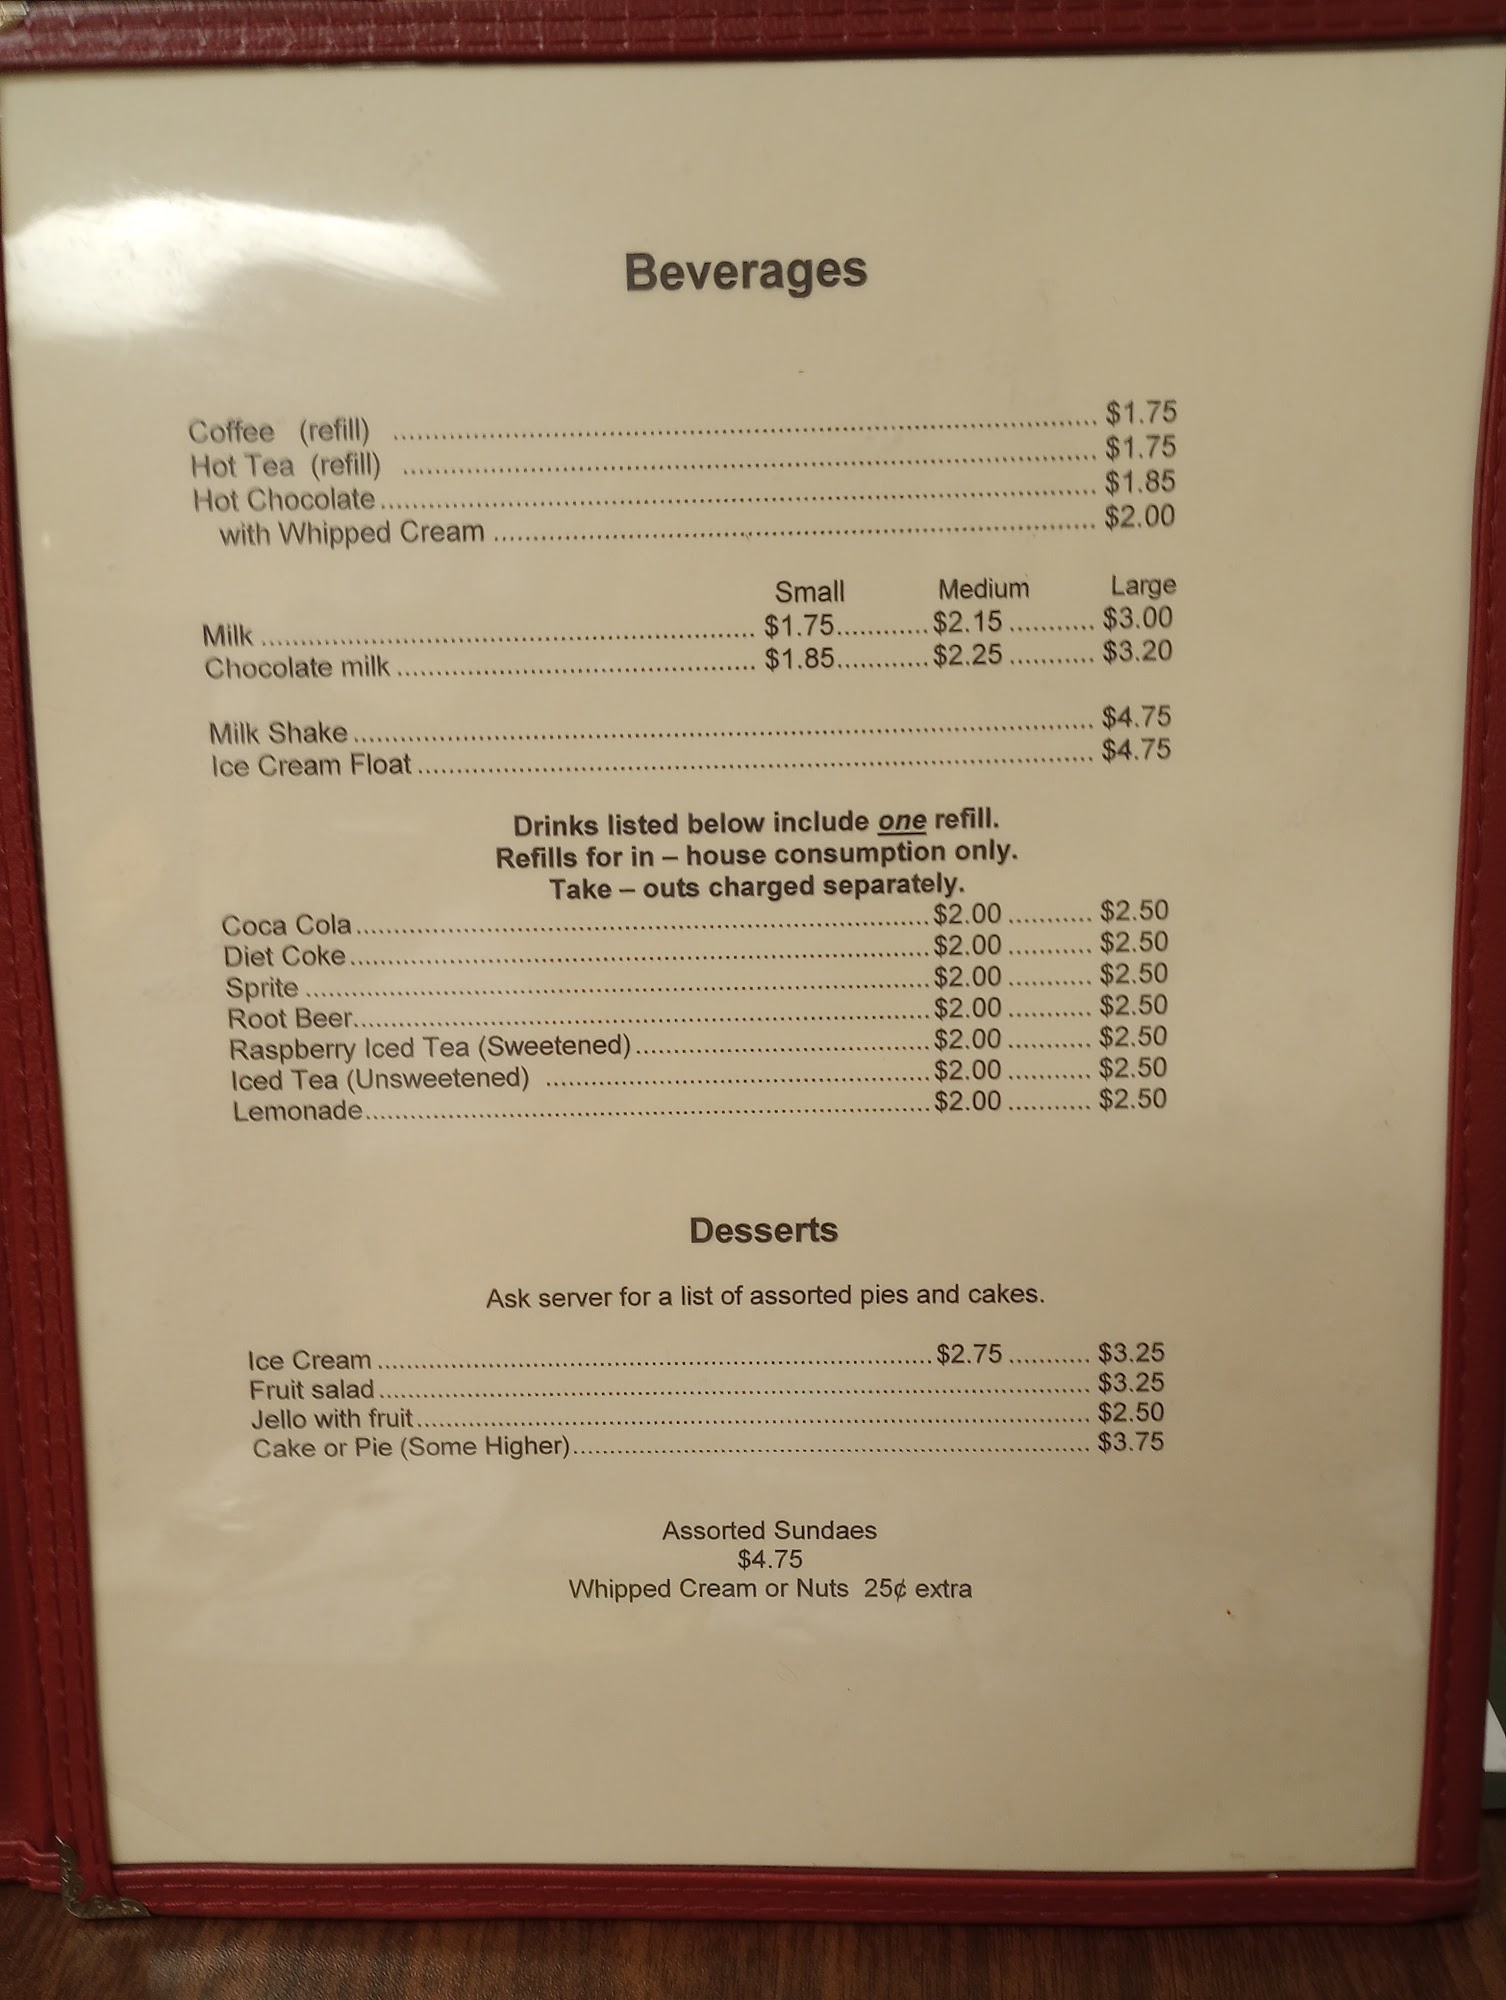 Beverages
Coffee (refill) $1.75
Hot Tea (refill) $1.75
Hot Chocolate $1.85
with Whipped Cream $2.00
Small Medium Large
Milk $1.75 $2.15 $3.00
Chocolate milk $1.85 $2.25 $3.20
Milk Shake $4.75
Ice Cream Float $4.75
Drinks listed below include one refill.
Refills for in – house consumption only.
Take – outs charged separately.
Coca Cola $2.00 $2.50
Diet Coke $2.00 $2.50
Sprite $2.00 $2.50
Root Beer $2.00 $2.50
Raspberry Iced Tea (Sweetened) $2.00 $2.50
Iced Tea (Unsweetened) $2.00 $2.50
Lemonade $2.00 $2.50
Desserts
Ask server for a list of assorted pies and cakes.
Ice Cream $2.75 $3.25
Fruit salad $3.25
Jello with fruit $2.50
Cake or Pie (Some Higher) $3.75
Assorted Sundaes
$4.75
Whipped Cream or Nuts 25¢ extra